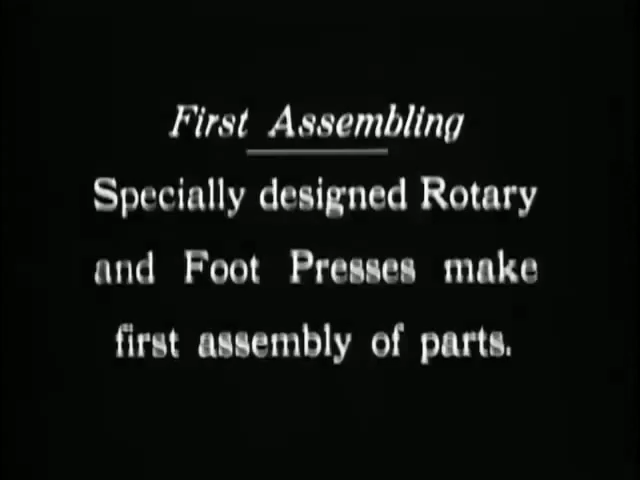 First Assembling
Specially designed Rotary
and Foot Presses make
first assembly of parts.